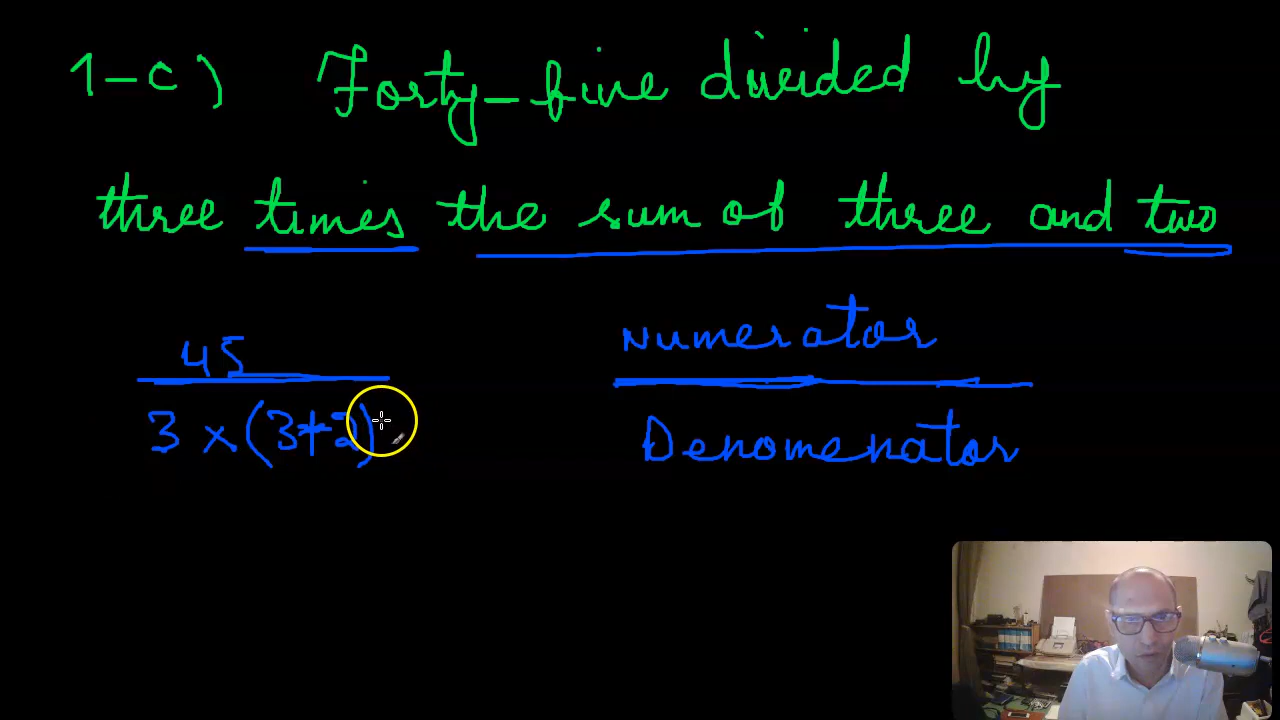 1-c) Forty-five divided by
three times the sum of three and two
45
3 × (3+2)
Numerator
Denomenator